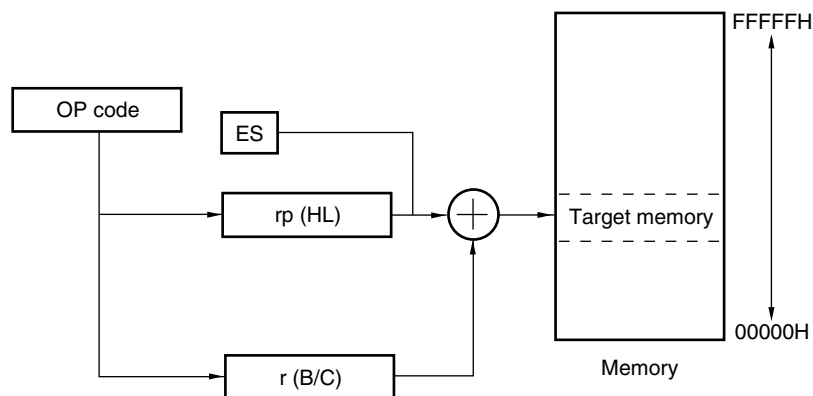 FFFFFH
OP code
ES
rp (HL)
Target memory
00000H
r (B/C)
Memory